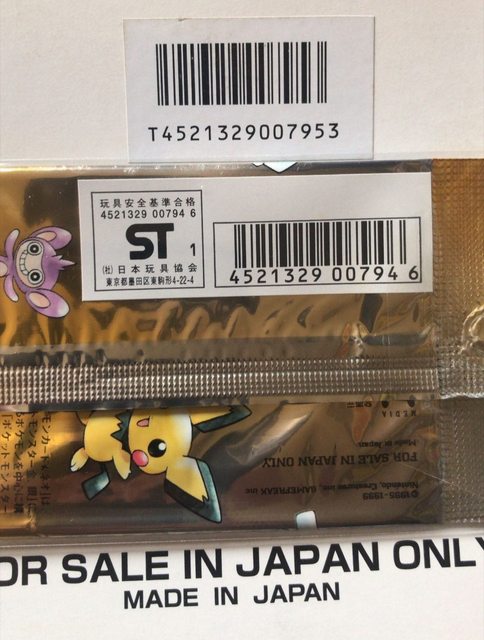 T4521329007953
玩具安全基準合格
4521329 00794 6
ST 1
(社)日本玩具協会
東京都墨田区東駒形4-22-4
4521329 007946
MEDIA
Made in Japan
FOR SALE IN JAPAN ONLY
Nintendo, Creatures inc. GAMEFREAK inc.
©1995-1999
OR SALE IN JAPAN ONLY
MADE IN JAPAN